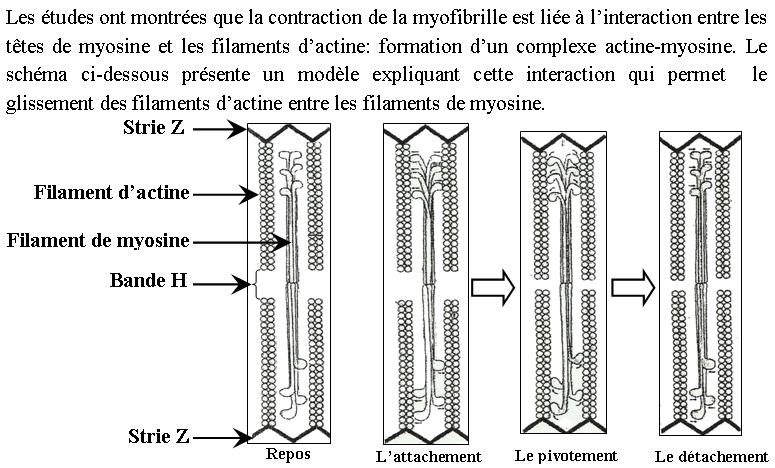 Les études ont montrées que la contraction de la myofibrille est liée à l’interaction entre les
têtes de myosine et les filaments d’actine: formation d’un complexe actine-myosine. Le
schéma ci-dessous présente un modèle expliquant cette interaction qui permet le
glissement des filaments d’actine entre les filaments de myosine.
Strie Z
Filament d’actine
Filament de myosine
Bande H
Strie Z
Repos
L’attachement
Le pivotement
Le détachement